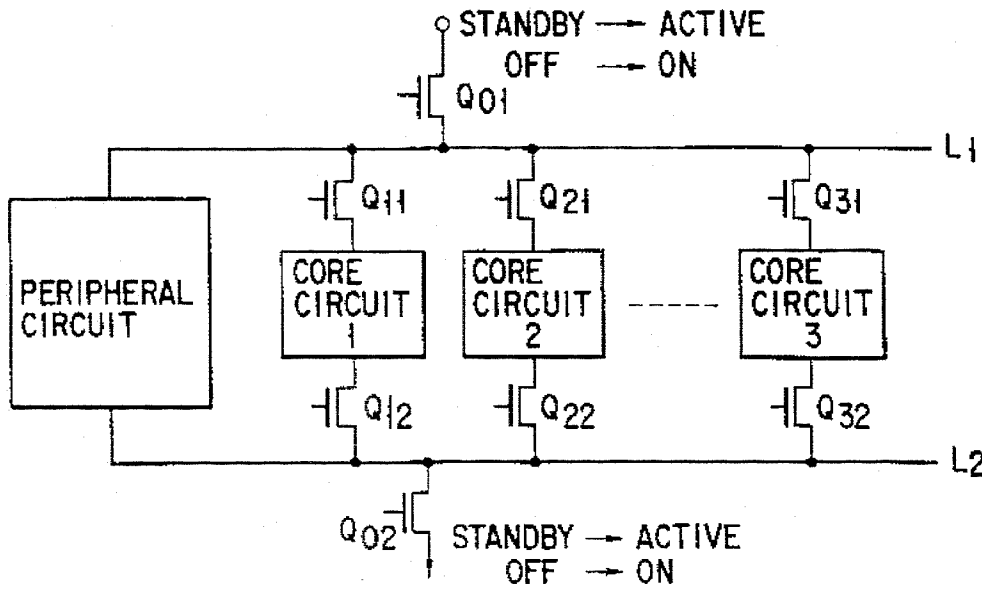 STANDBY → ACTIVE
OFF → ON
Q01
L1
Q11
Q21
Q31
PERIPHERAL
CIRCUIT
CORE
CIRCUIT
1
CORE
CIRCUIT
2
CORE
CIRCUIT
3
Q12
Q22
Q32
L2
Q02
STANDBY → ACTIVE
OFF → ON